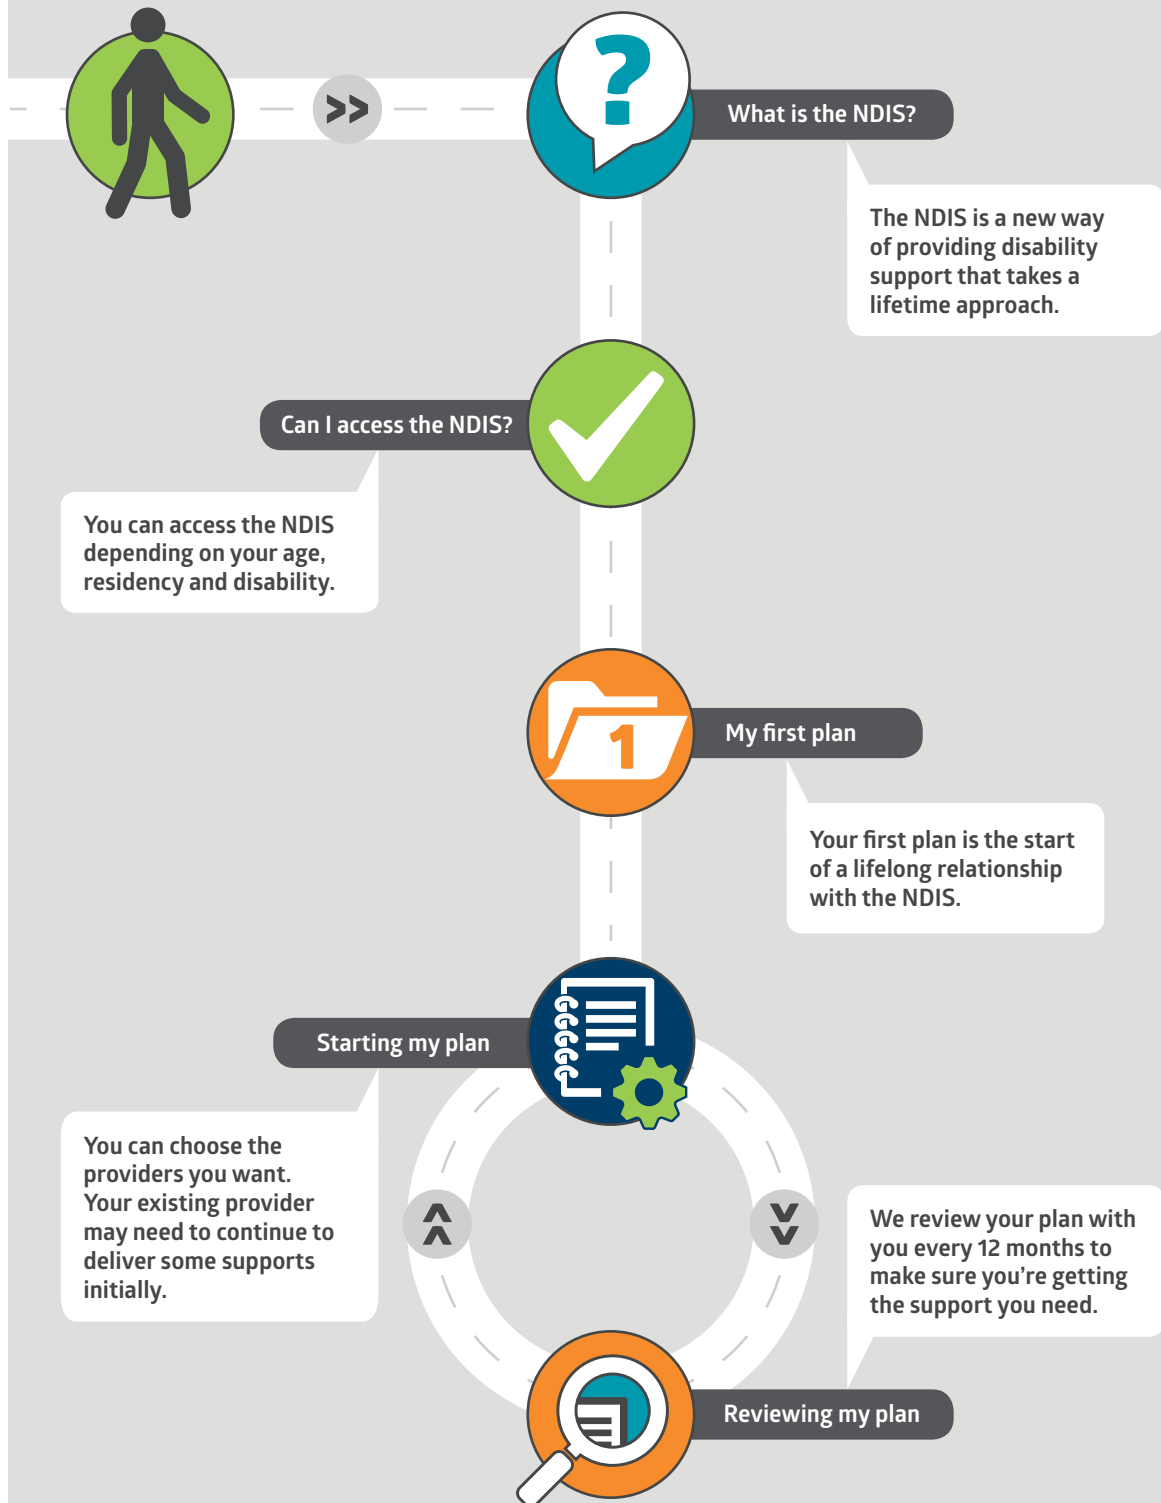 ?
What is the NDIS?
The NDIS is a new way
of providing disability
support that takes a
lifetime approach.
Can I access the NDIS?
You can access the NDIS
depending on your age,
residency and disability.
1
My first plan
Your first plan is the start
of a lifelong relationship
with the NDIS.
Starting my plan
You can choose the
providers you want.
Your existing provider
may need to continue to
deliver some supports
initially.
We review your plan with
you every 12 months to
make sure you’re getting
the support you need.
Reviewing my plan